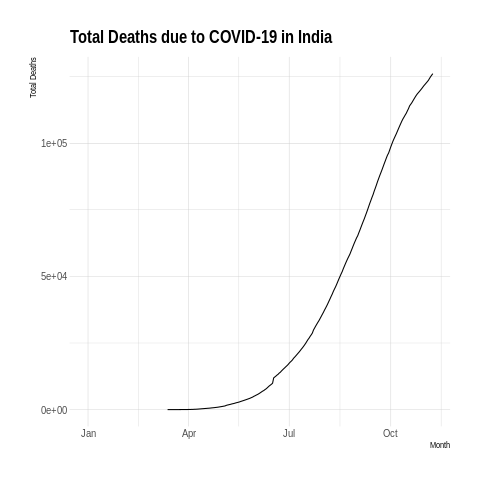 Total Deaths due to COVID-19 in India
Total Deaths
1e+05
5e+04
0e+00
Jan Apr Jul Oct
Month